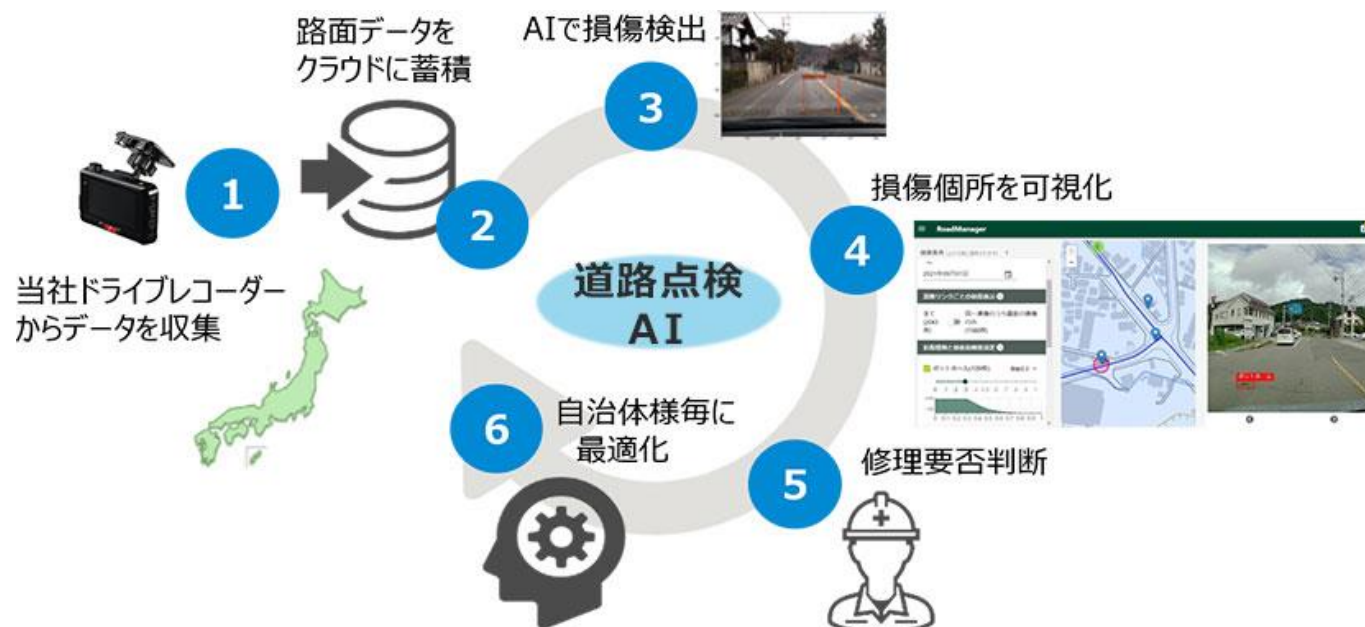 路面データを
クラウドに蓄積
AIで損傷検出
3
1
2
当社ドライブレコーダー
からデータを収集
道路点検
AI
損傷個所を可視化
4
RoadManager
6
自治体様毎に
最適化
5
修理要否判断